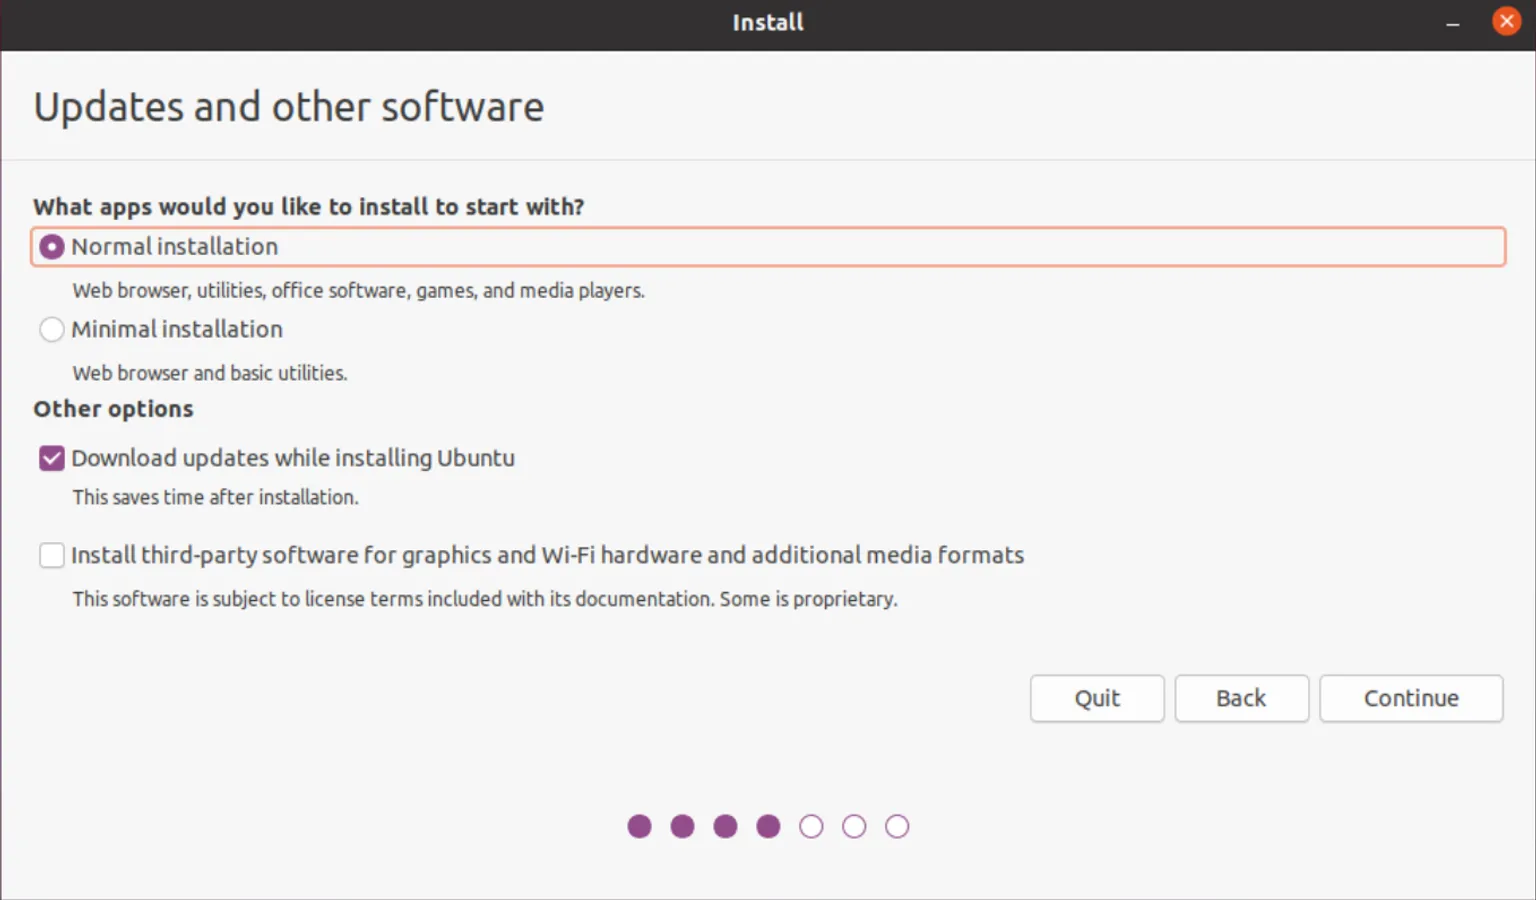 Install
Updates and other software
What apps would you like to install to start with?
Normal installation
Web browser, utilities, office software, games, and media players.
Minimal installation
Web browser and basic utilities.
Other options
Download updates while installing Ubuntu
This saves time after installation.
Install third-party software for graphics and Wi-Fi hardware and additional media formats
This software is subject to license terms included with its documentation. Some is proprietary.
Quit Back Continue